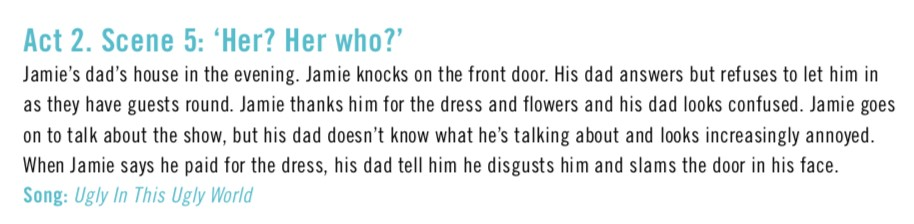 Act 2. Scene 5: ‘Her? Her who?’
Jamie’s dad’s house in the evening. Jamie knocks on the front door. His dad answers but refuses to let him in
as they have guests round. Jamie thanks him for the dress and flowers and his dad looks confused. Jamie goes
on to talk about the show, but his dad doesn’t know what he’s talking about and looks increasingly annoyed.
When Jamie says he paid for the dress, his dad tell him he disgusts him and slams the door in his face.
Song: Ugly In This Ugly World